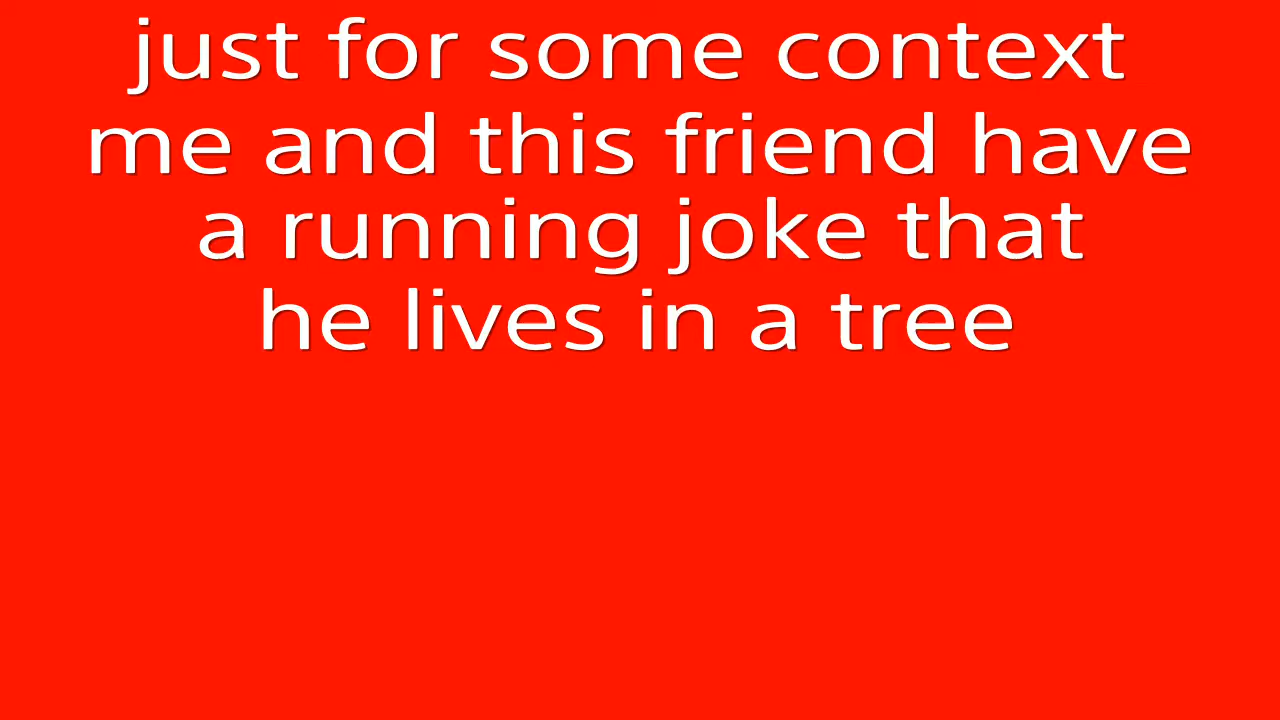 just for some context
me and this friend have
a running joke that
he lives in a tree